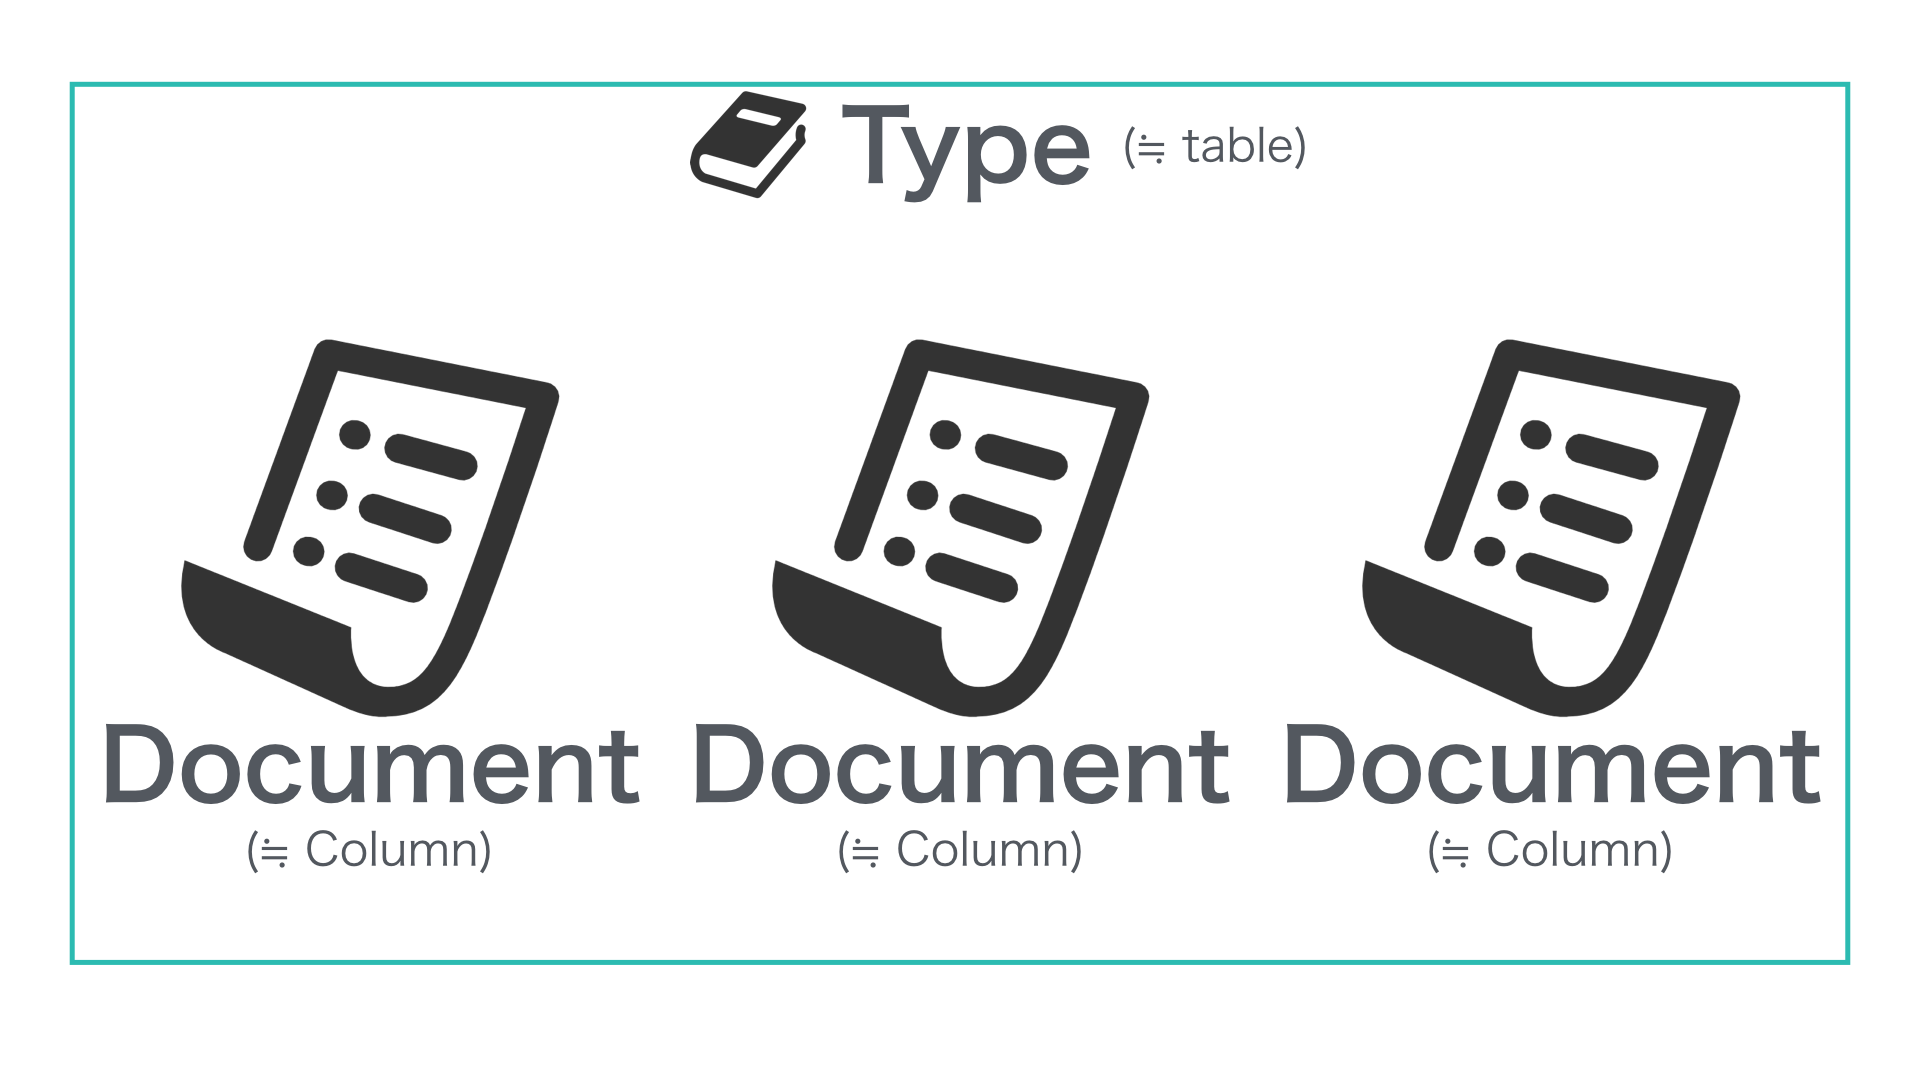 Type (≒ table)
Document Document Document
(≒ Column) (≒ Column) (≒ Column)